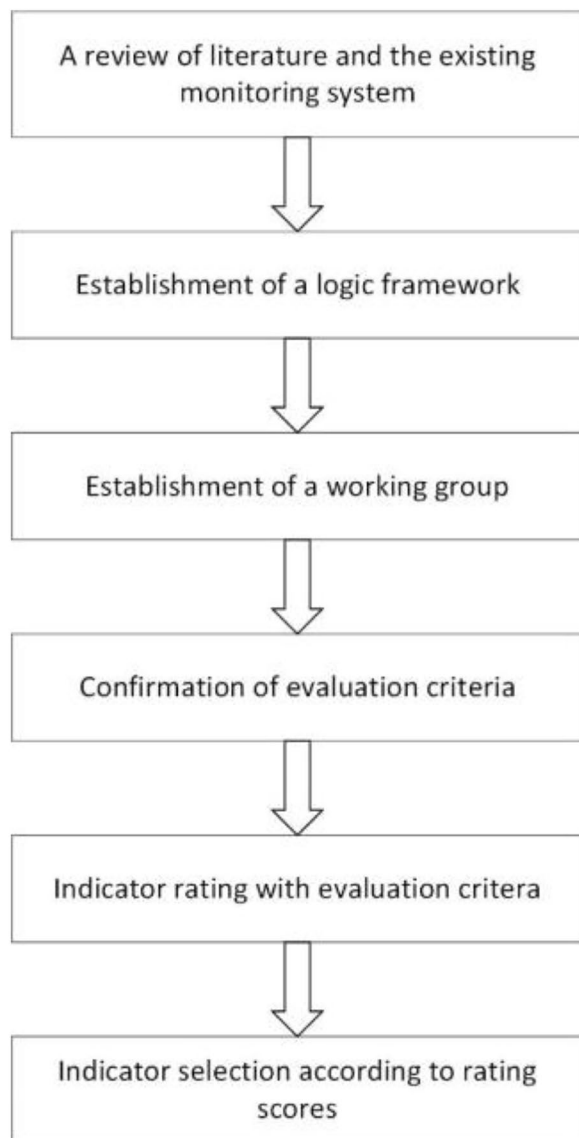 A review of literature and the existing
monitoring system
Establishment of a logic framework
Establishment of a working group
Confirmation of evaluation criteria
Indicator rating with evaluation critera
Indicator selection according to rating
scores